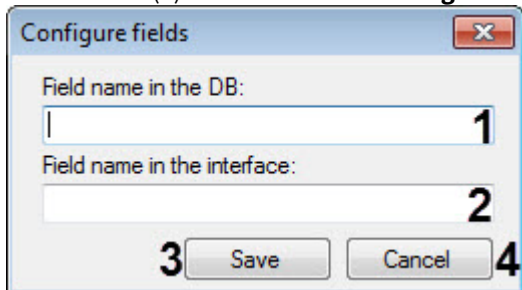 Configure fields
Field name in the DB:
1
Field name in the interface:
2
3 Save Cancel 4